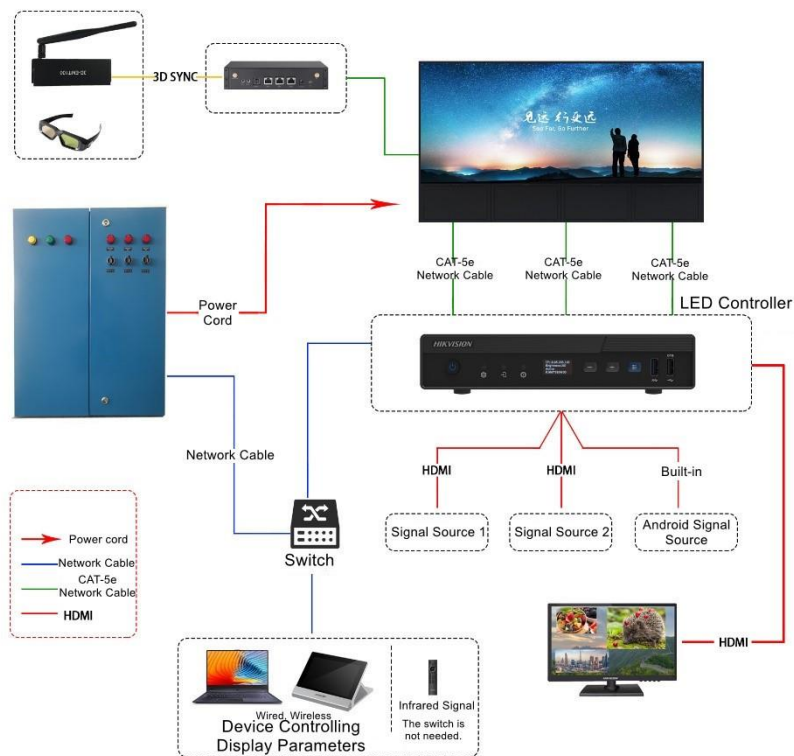 3D SYNC
见远 行更远
See Far, Go Further
CAT-5e
Network Cable
CAT-5e
Network Cable
CAT-5e
Network Cable
LED Controller
Power
Cord
HIKVISION
Network Cable
HDMI
HDMI
Built-in
Signal Source 1
Signal Source 2
Android Signal
Source
Switch
Power cord
Network Cable
CAT-5e
Network Cable
HDMI
HDMI
Wired, Wireless
Device Controlling
Display Parameters
Infrared Signal
The switch is
not needed.